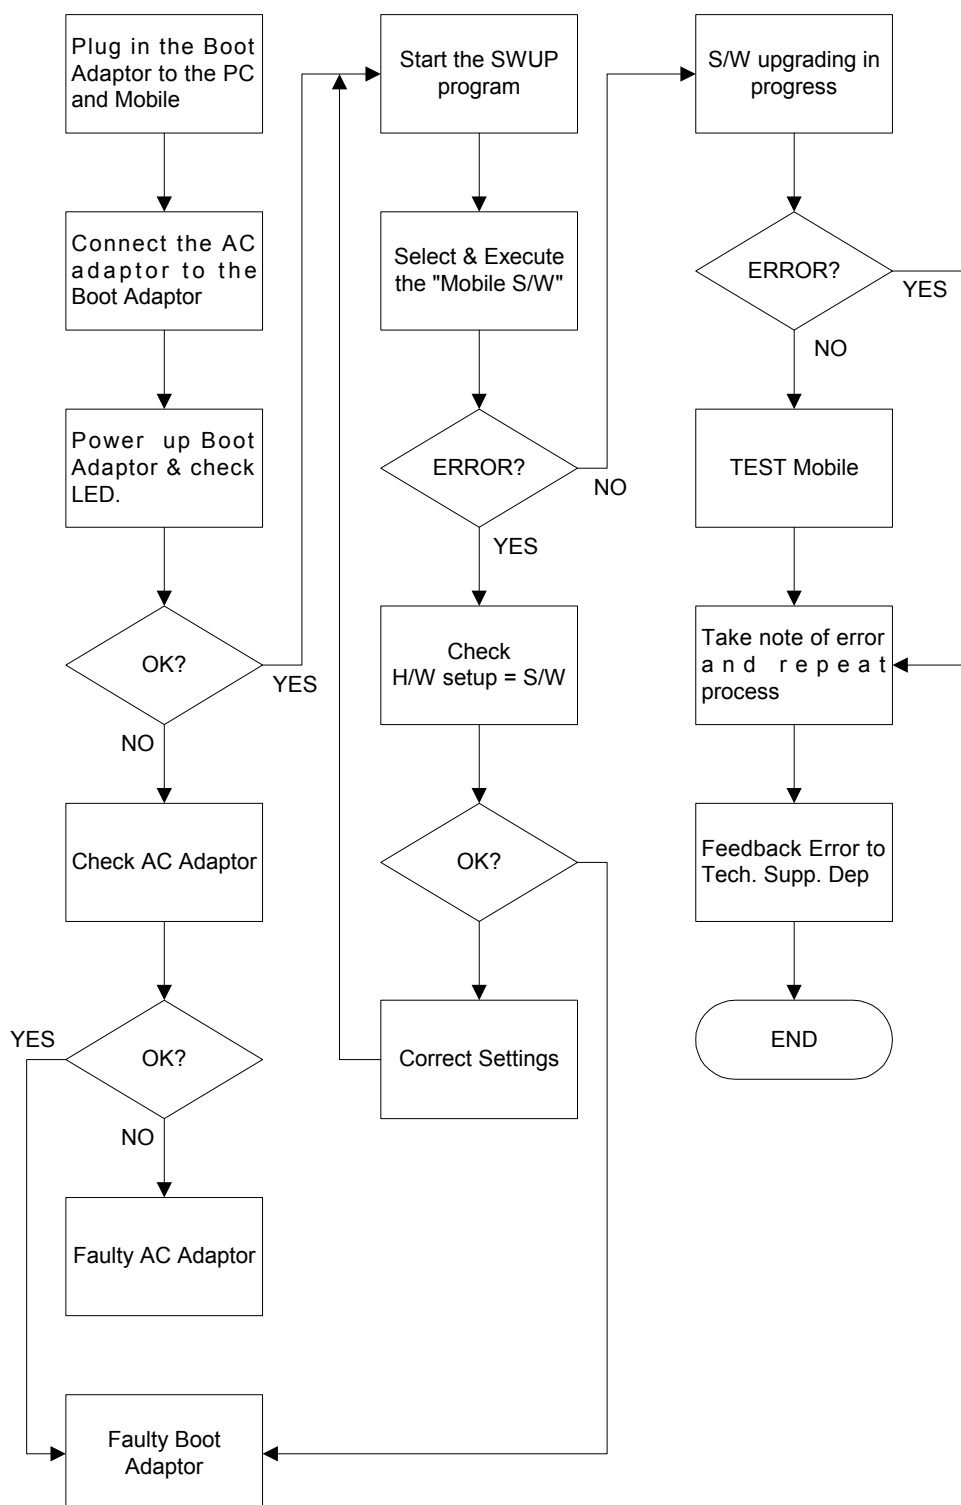 Plug in the Boot
Adaptor to the PC
and Mobile
Connect the AC
adaptor to the
Boot Adaptor
Power up Boot
Adaptor & check
LED.
OK?
YES
NO
Check AC Adaptor
YES
OK?
NO
Faulty AC Adaptor
Faulty Boot
Adaptor
Start the SWUP
program
Select & Execute
the "Mobile S/W"
ERROR?
NO
YES
Check
H/W setup = S/W
OK?
Correct Settings
S/W upgrading in
progress
ERROR?
YES
NO
TEST Mobile
Take note of error
and repeat
process
Feedback Error to
Tech. Supp. Dep
END